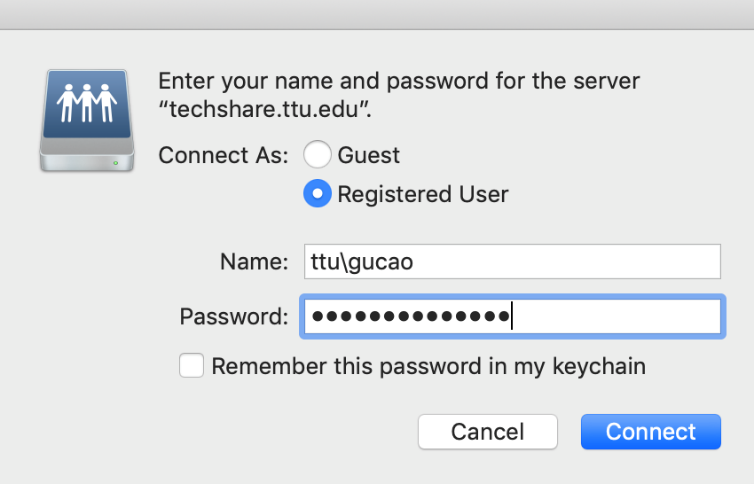 Enter your name and password for the server
“techshare.ttu.edu”.
Connect As: Guest
Registered User
Name: ttu\gucao
Password: ••••••••••••••
Remember this password in my keychain
Cancel Connect